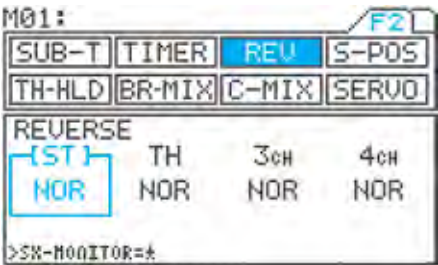 M01: F2
SUB-T TIMER REV S-POS
TH-HLD BR-MIX C-MIX SERVO
REVERSE
[ST] TH 3CH 4CH
NOR NOR NOR NOR
>SX-MONITOR=±